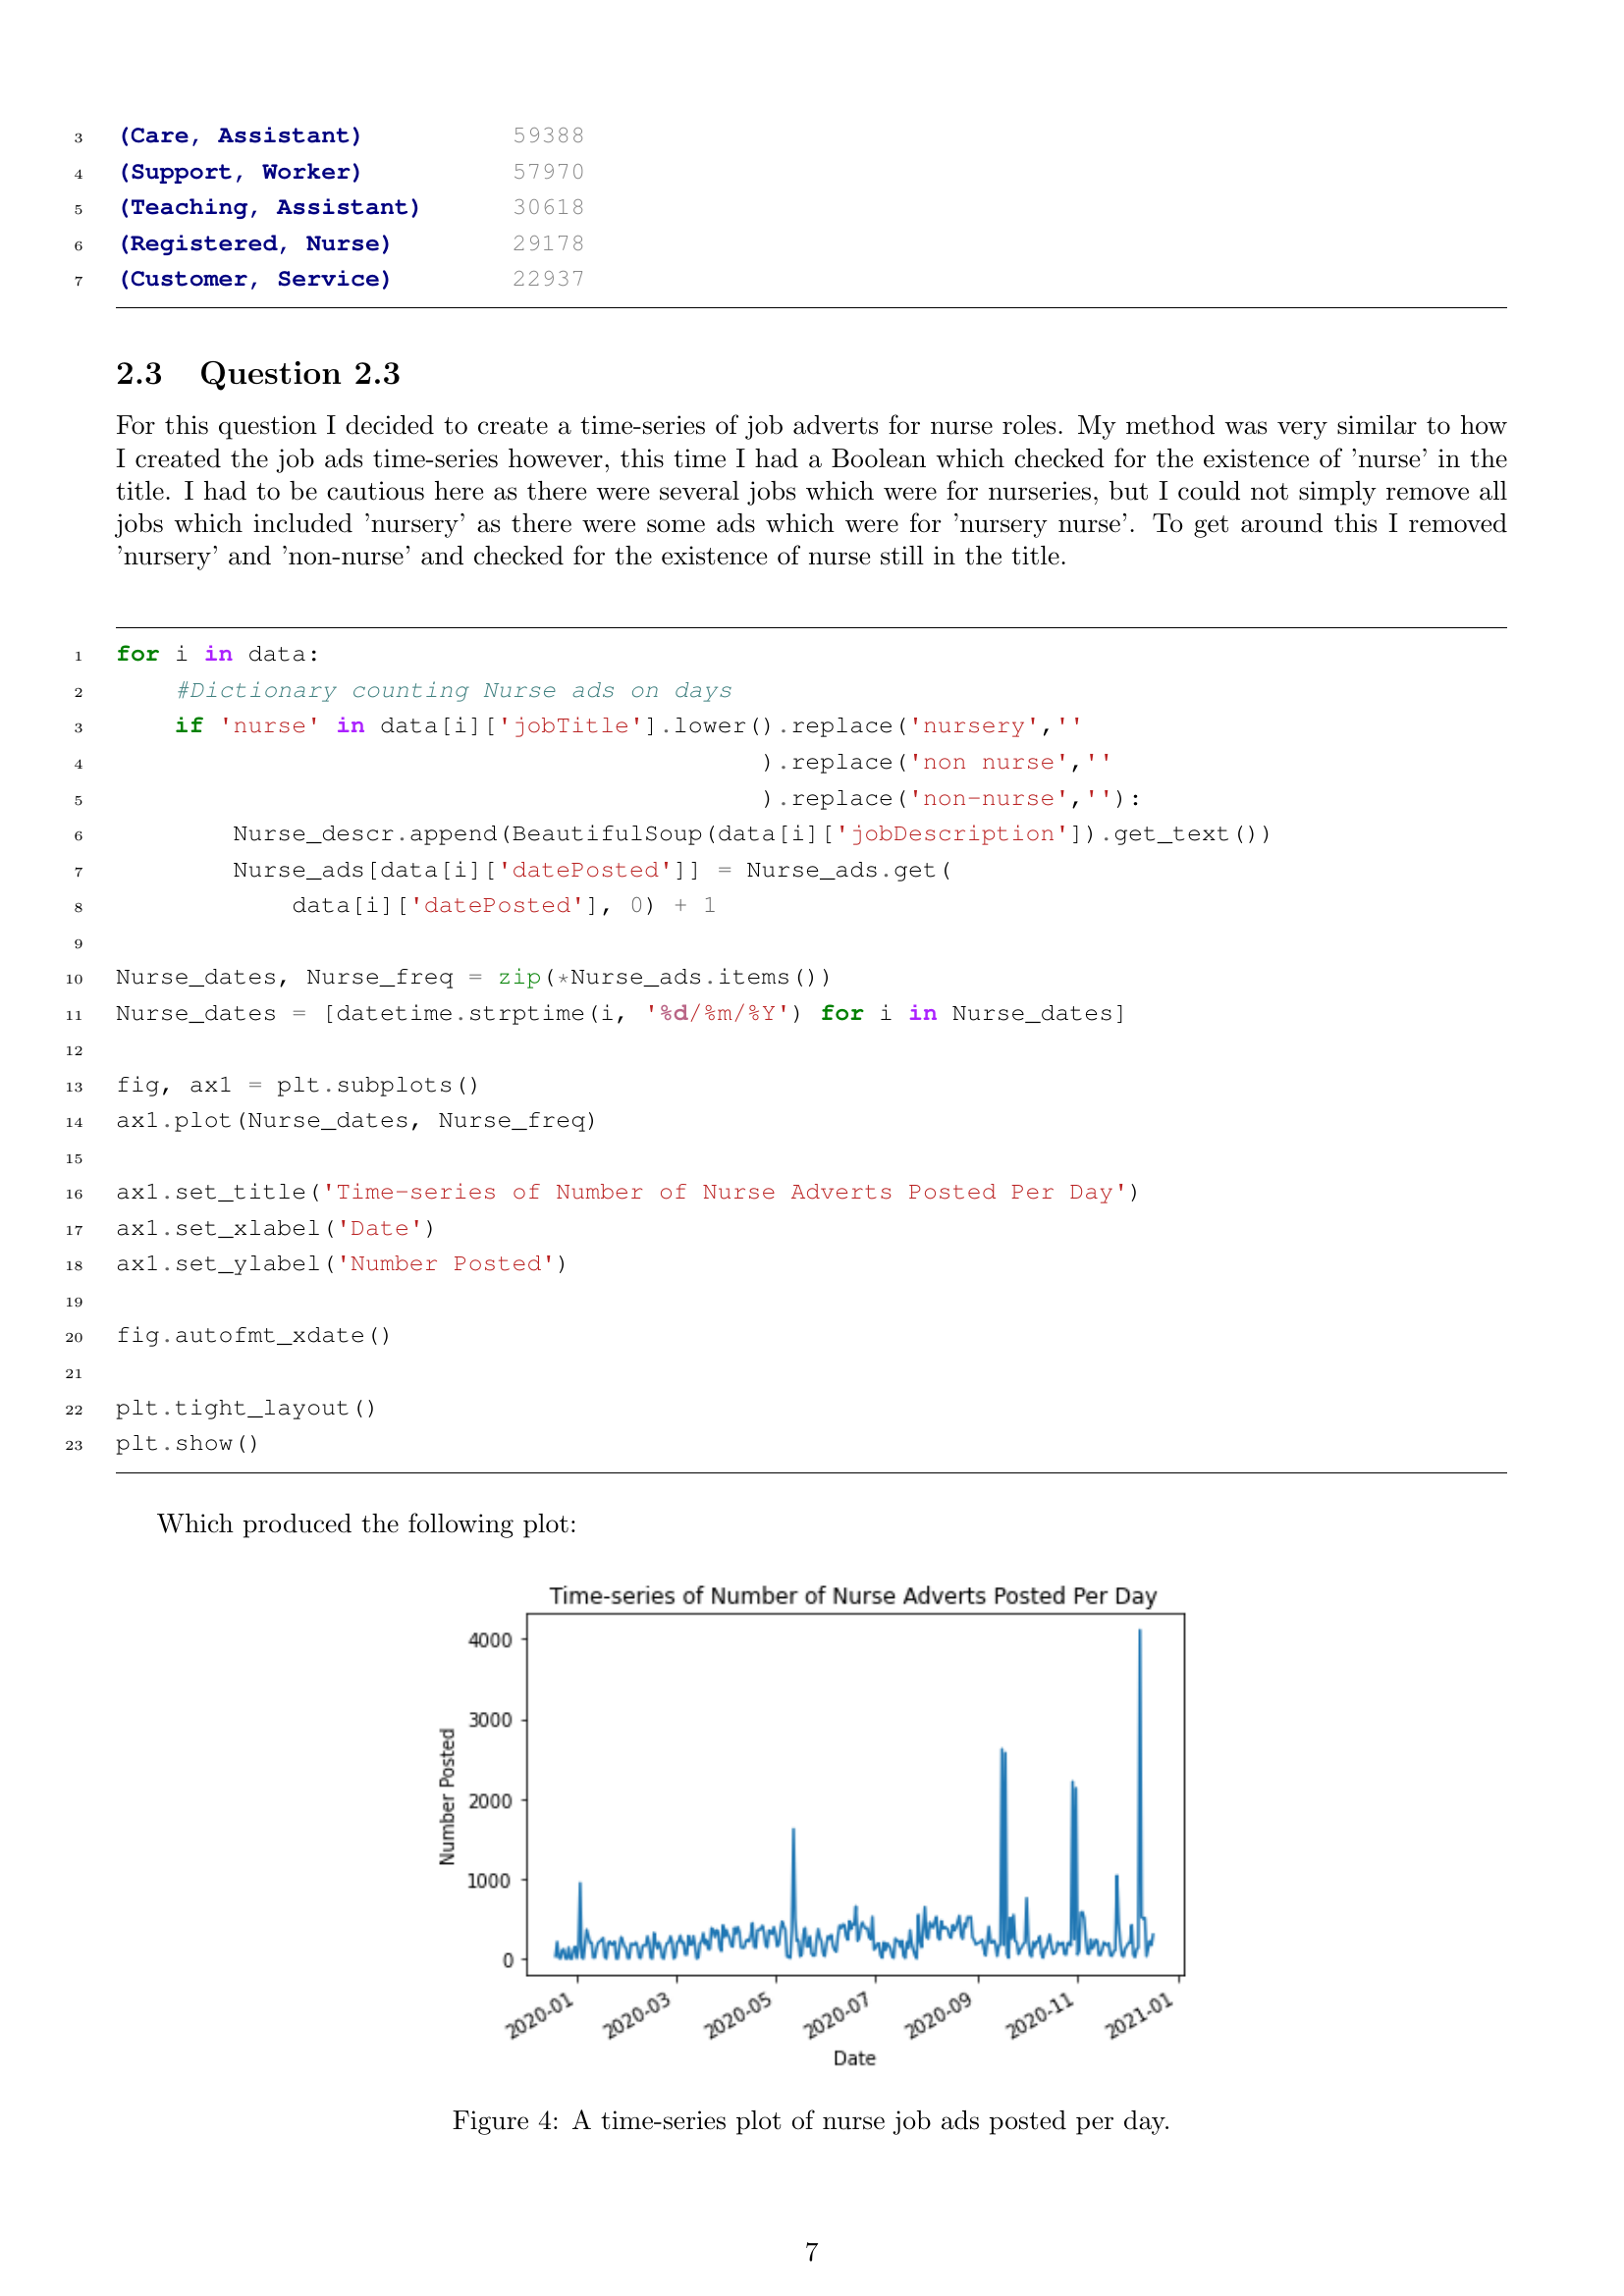 3 (Care, Assistant) 59388
4 (Support, Worker) 57970
5 (Teaching, Assistant) 30618
6 (Registered, Nurse) 29178
7 (Customer, Service) 22937
2.3 Question 2.3
For this question I decided to create a time-series of job adverts for nurse roles. My method was very similar to how
I created the job ads time-series however, this time I had a Boolean which checked for the existence of ’nurse’ in the
title. I had to be cautious here as there were several jobs which were for nurseries, but I could not simply remove all
jobs which included ’nursery’ as there were some ads which were for ’nursery nurse’. To get around this I removed
’nursery’ and ’non-nurse’ and checked for the existence of nurse still in the title.
1 for i in data:
2     #Dictionary counting Nurse ads on days
3     if 'nurse' in data[i]['jobTitle'].lower().replace('nursery',''
4                                             ).replace('non nurse',''
5                                             ).replace('non-nurse',''):
6         Nurse_descr.append(BeautifulSoup(data[i]['jobDescription']).get_text())
7         Nurse_ads[data[i]['datePosted']] = Nurse_ads.get(
8             data[i]['datePosted'], 0) + 1
9
10 Nurse_dates, Nurse_freq = zip(*Nurse_ads.items())
11 Nurse_dates = [datetime.strptime(i, '%d/%m/%Y') for i in Nurse_dates]
12
13 fig, ax1 = plt.subplots()
14 ax1.plot(Nurse_dates, Nurse_freq)
15
16 ax1.set_title('Time-series of Number of Nurse Adverts Posted Per Day')
17 ax1.set_xlabel('Date')
18 ax1.set_ylabel('Number Posted')
19
20 fig.autofmt_xdate()
21
22 plt.tight_layout()
23 plt.show()
Which produced the following plot:
Time-series of Number of Nurse Adverts Posted Per Day
Number Posted
4000
3000
2000
1000
0
2020-01 2020-03 2020-05 2020-07 2020-09 2020-11 2021-01
Date
Figure 4: A time-series plot of nurse job ads posted per day.
7